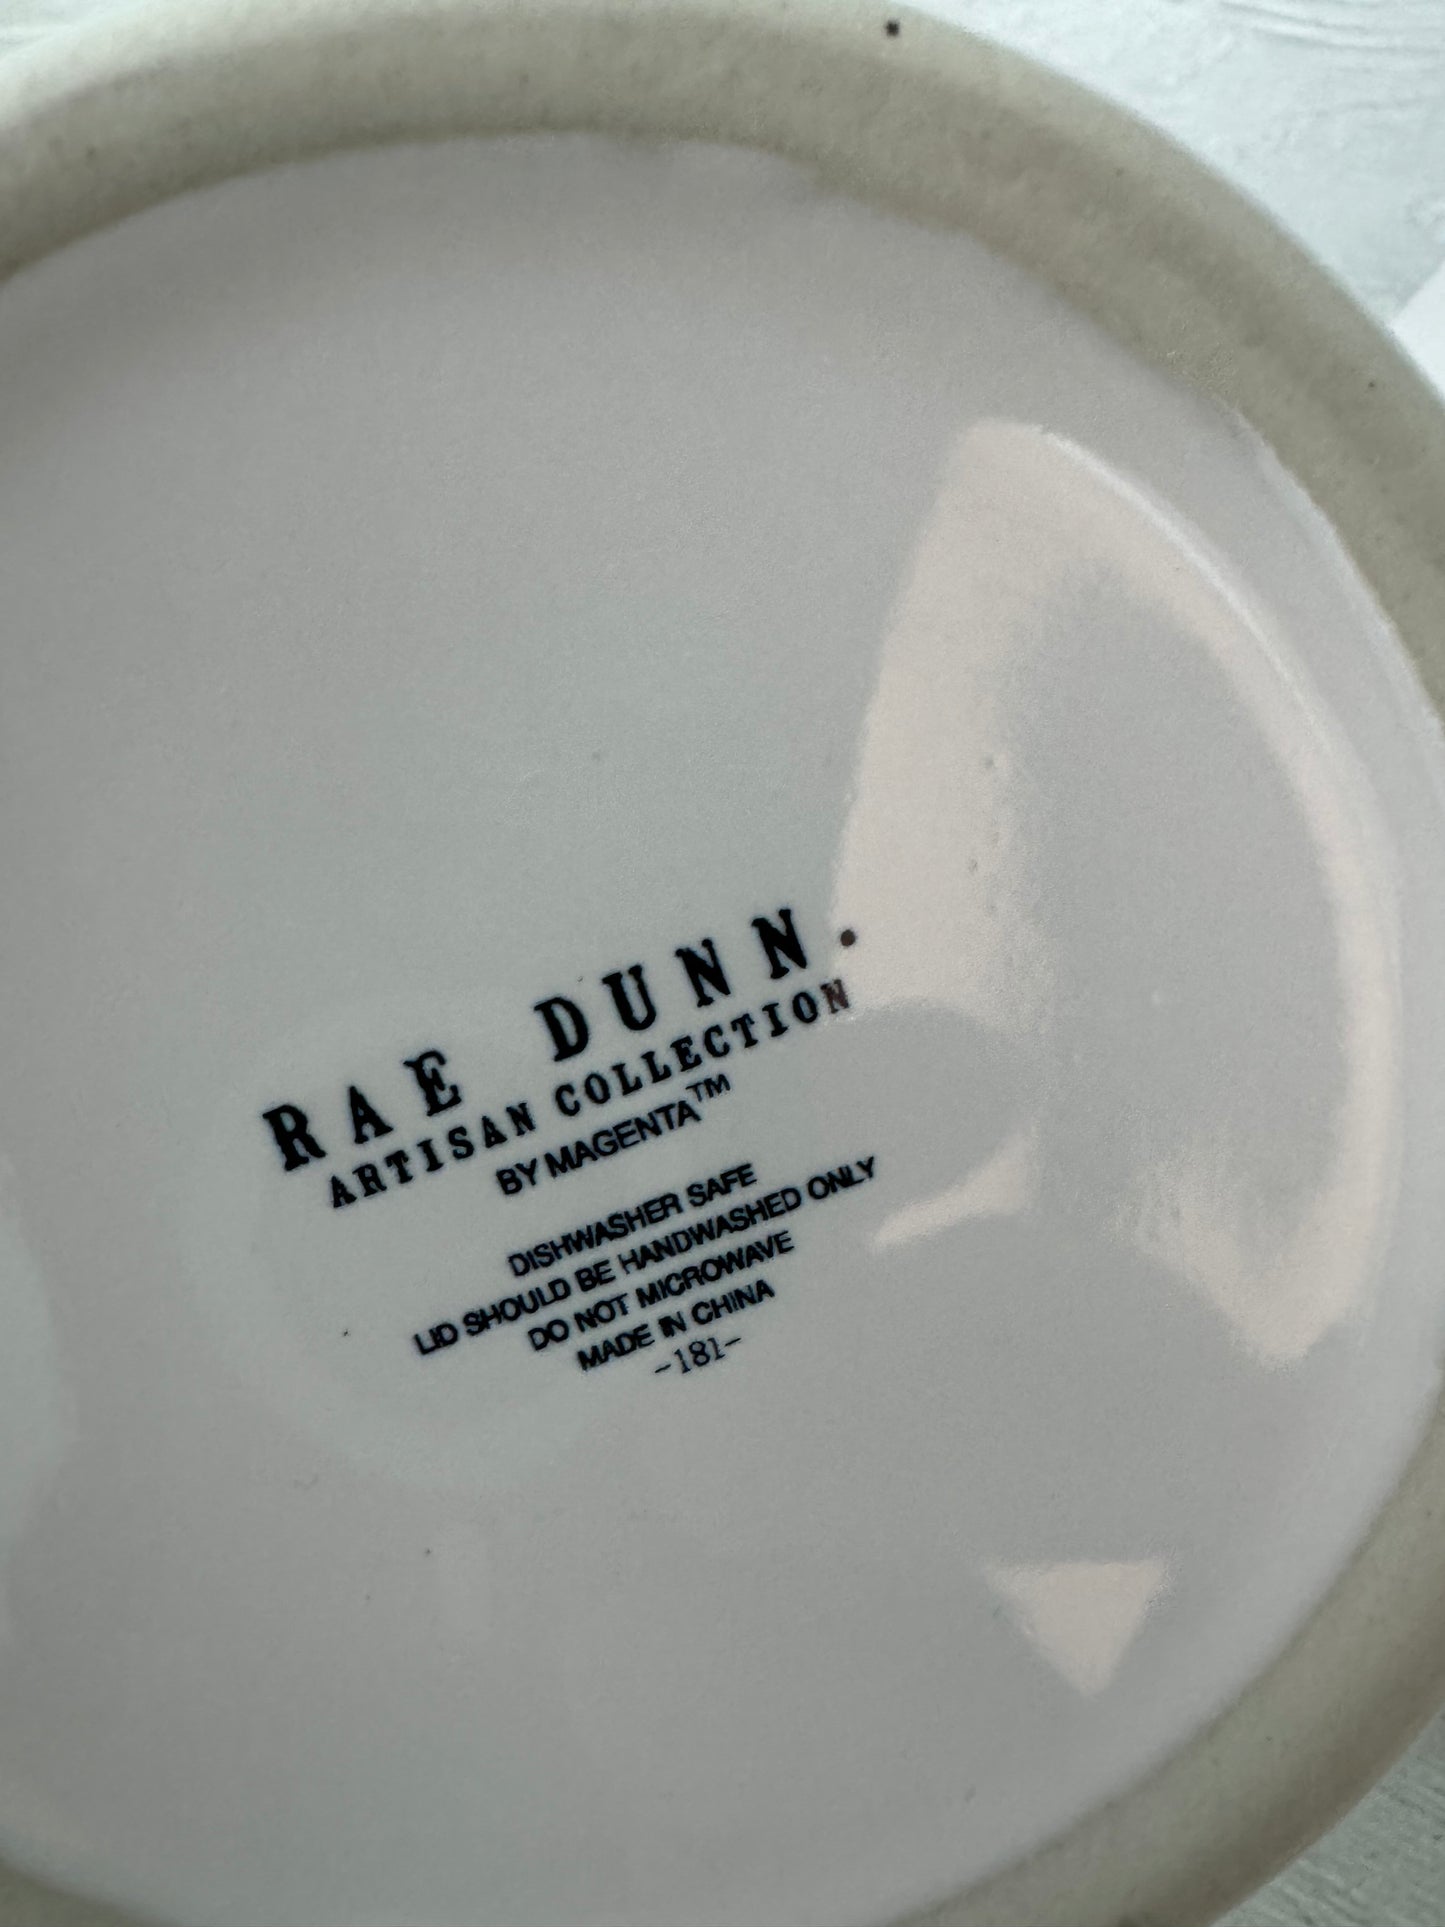 RAE DUNN.
ARTISAN COLLECTION
BY MAGENTA™
DISHWASHER SAFE
LID SHOULD BE HANDWASHED ONLY
DO NOT MICROWAVE
MADE IN CHINA
-181-